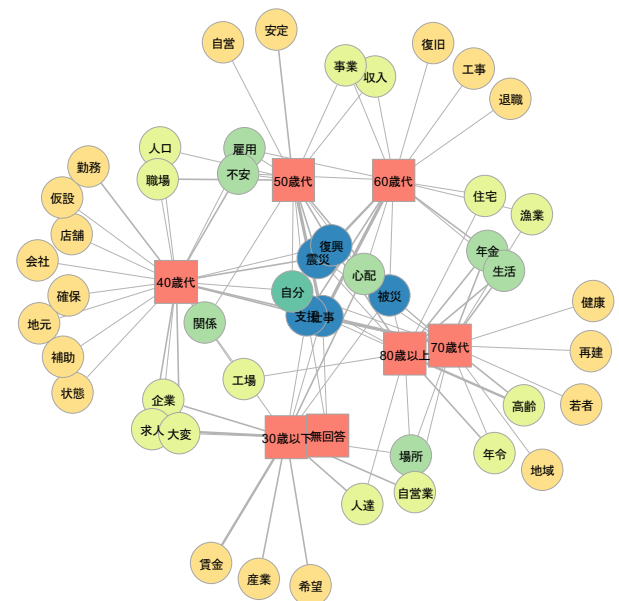 安定
自営
復旧
事業
工事
収入
退職
人口
雇用
勤務
不安
職場
50歳代
60歳代
仮設
住宅
漁業
店舗
復興
年金
震災
会社
生活
心配
40歳代
自分
確保
被災
健康
支援
仕事
地元
関係
70歳代
再建
補助
80歳以上
工場
状態
企業
高齢
若者
求人
大変
30歳以下
無回答
年令
場所
地域
自営業
人達
賃金
産業
希望